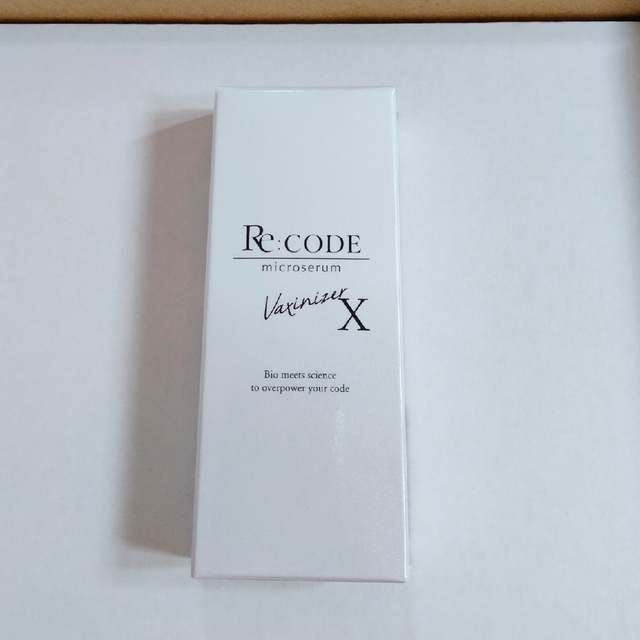 Re:CODE
microserum
Vaxinizer
X
Bio meets science
to overpower your code